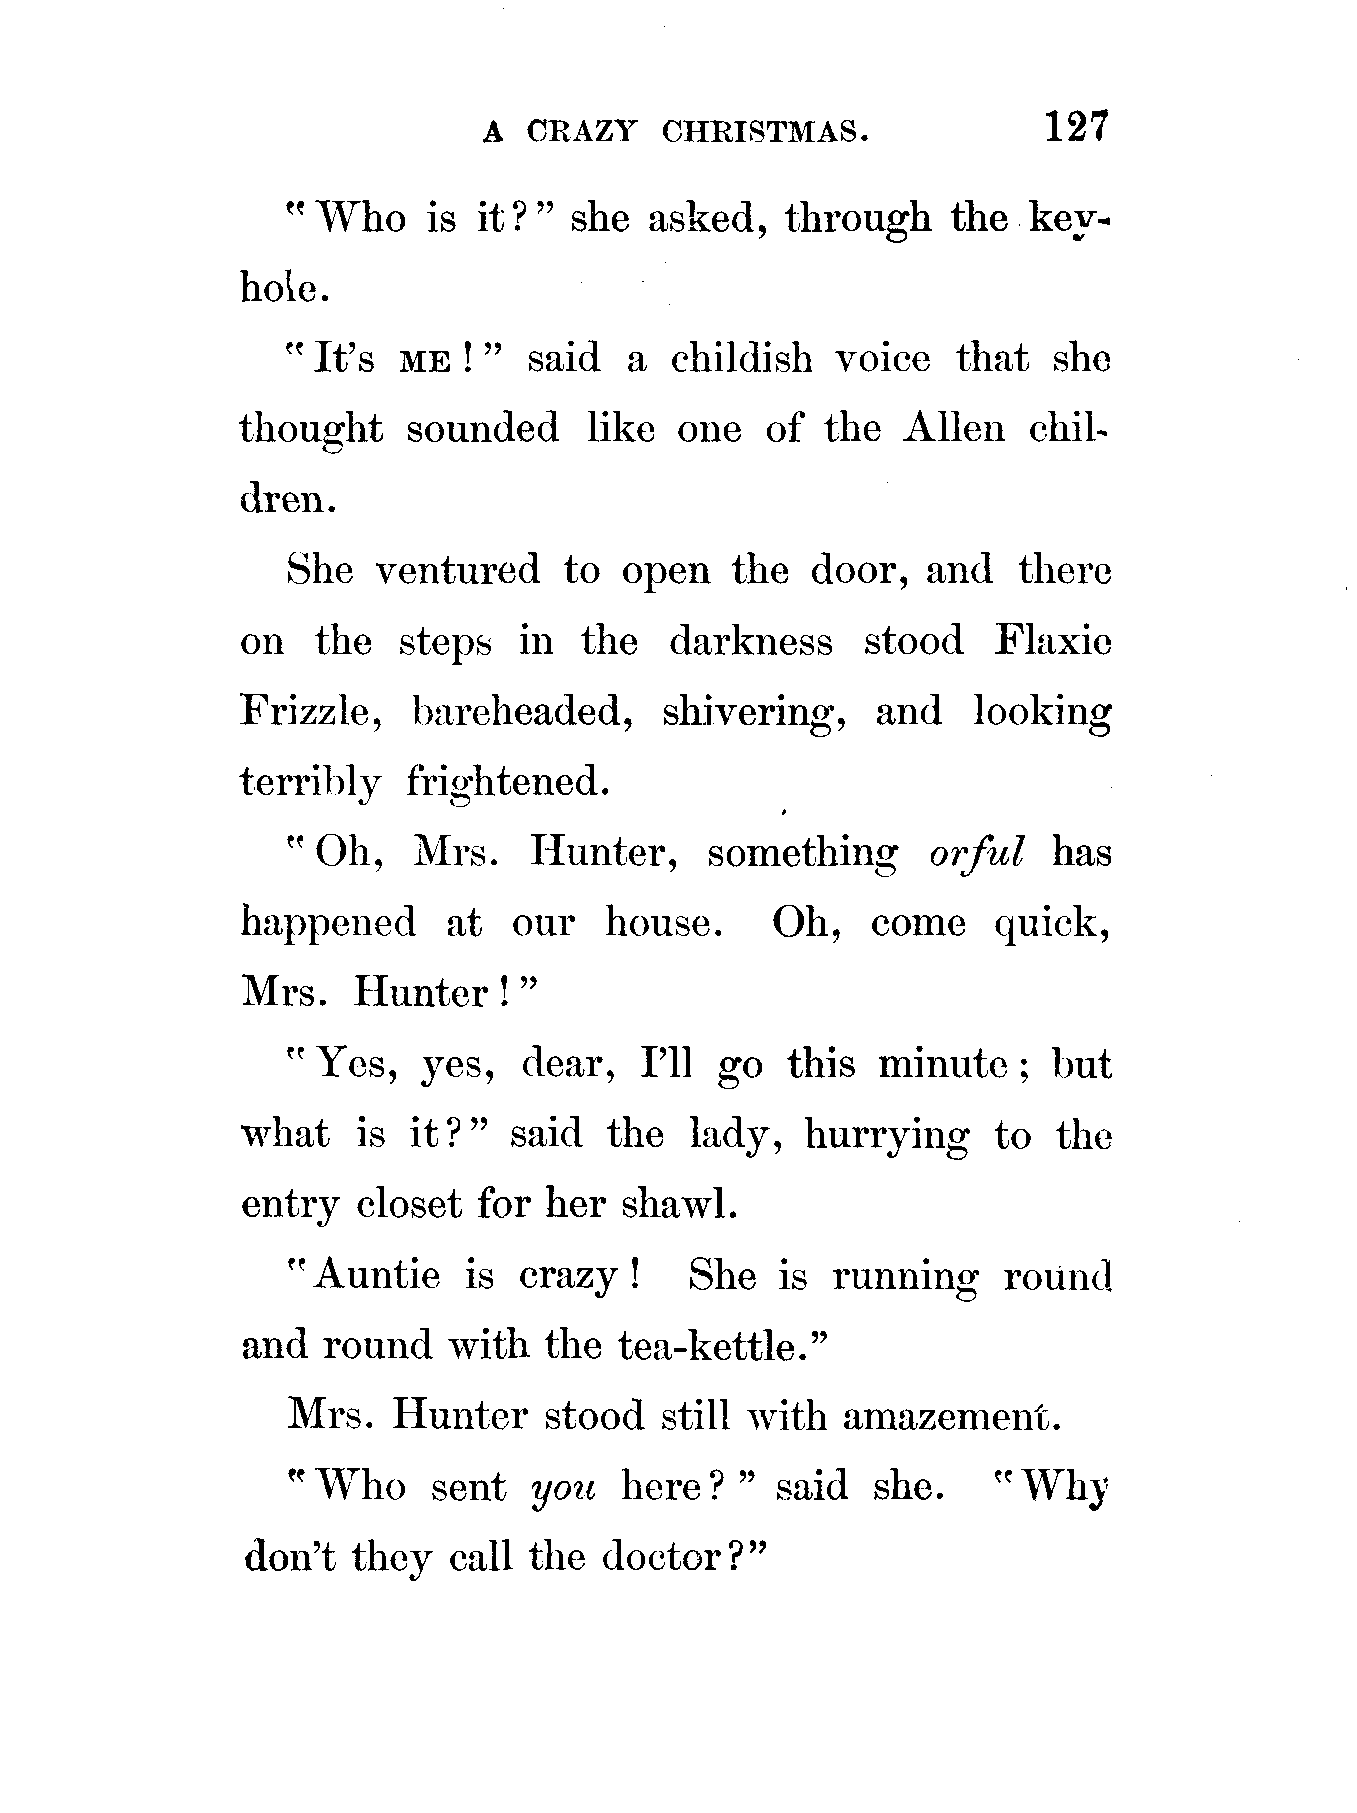 A CRAZY CHRISTMAS. 127
"Who is it?" she asked, through the key-
hole.
"It's ME!" said a childish voice that she
thought sounded like one of the Allen chil-
dren.
She ventured to open the door, and there
on the steps in the darkness stood Flaxie
Frizzle, bareheaded, shivering, and looking
terribly frightened.
"Oh, Mrs. Hunter, something orful has
happened at our house. Oh, come quick,
Mrs. Hunter!"
"Yes, yes, dear, I'll go this minute; but
what is it?" said the lady, hurrying to the
entry closet for her shawl.
"Auntie is crazy! She is running round
and round with the tea-kettle."
Mrs. Hunter stood still with amazement.
"Who sent you here?" said she. "Why
don't they call the doctor?"